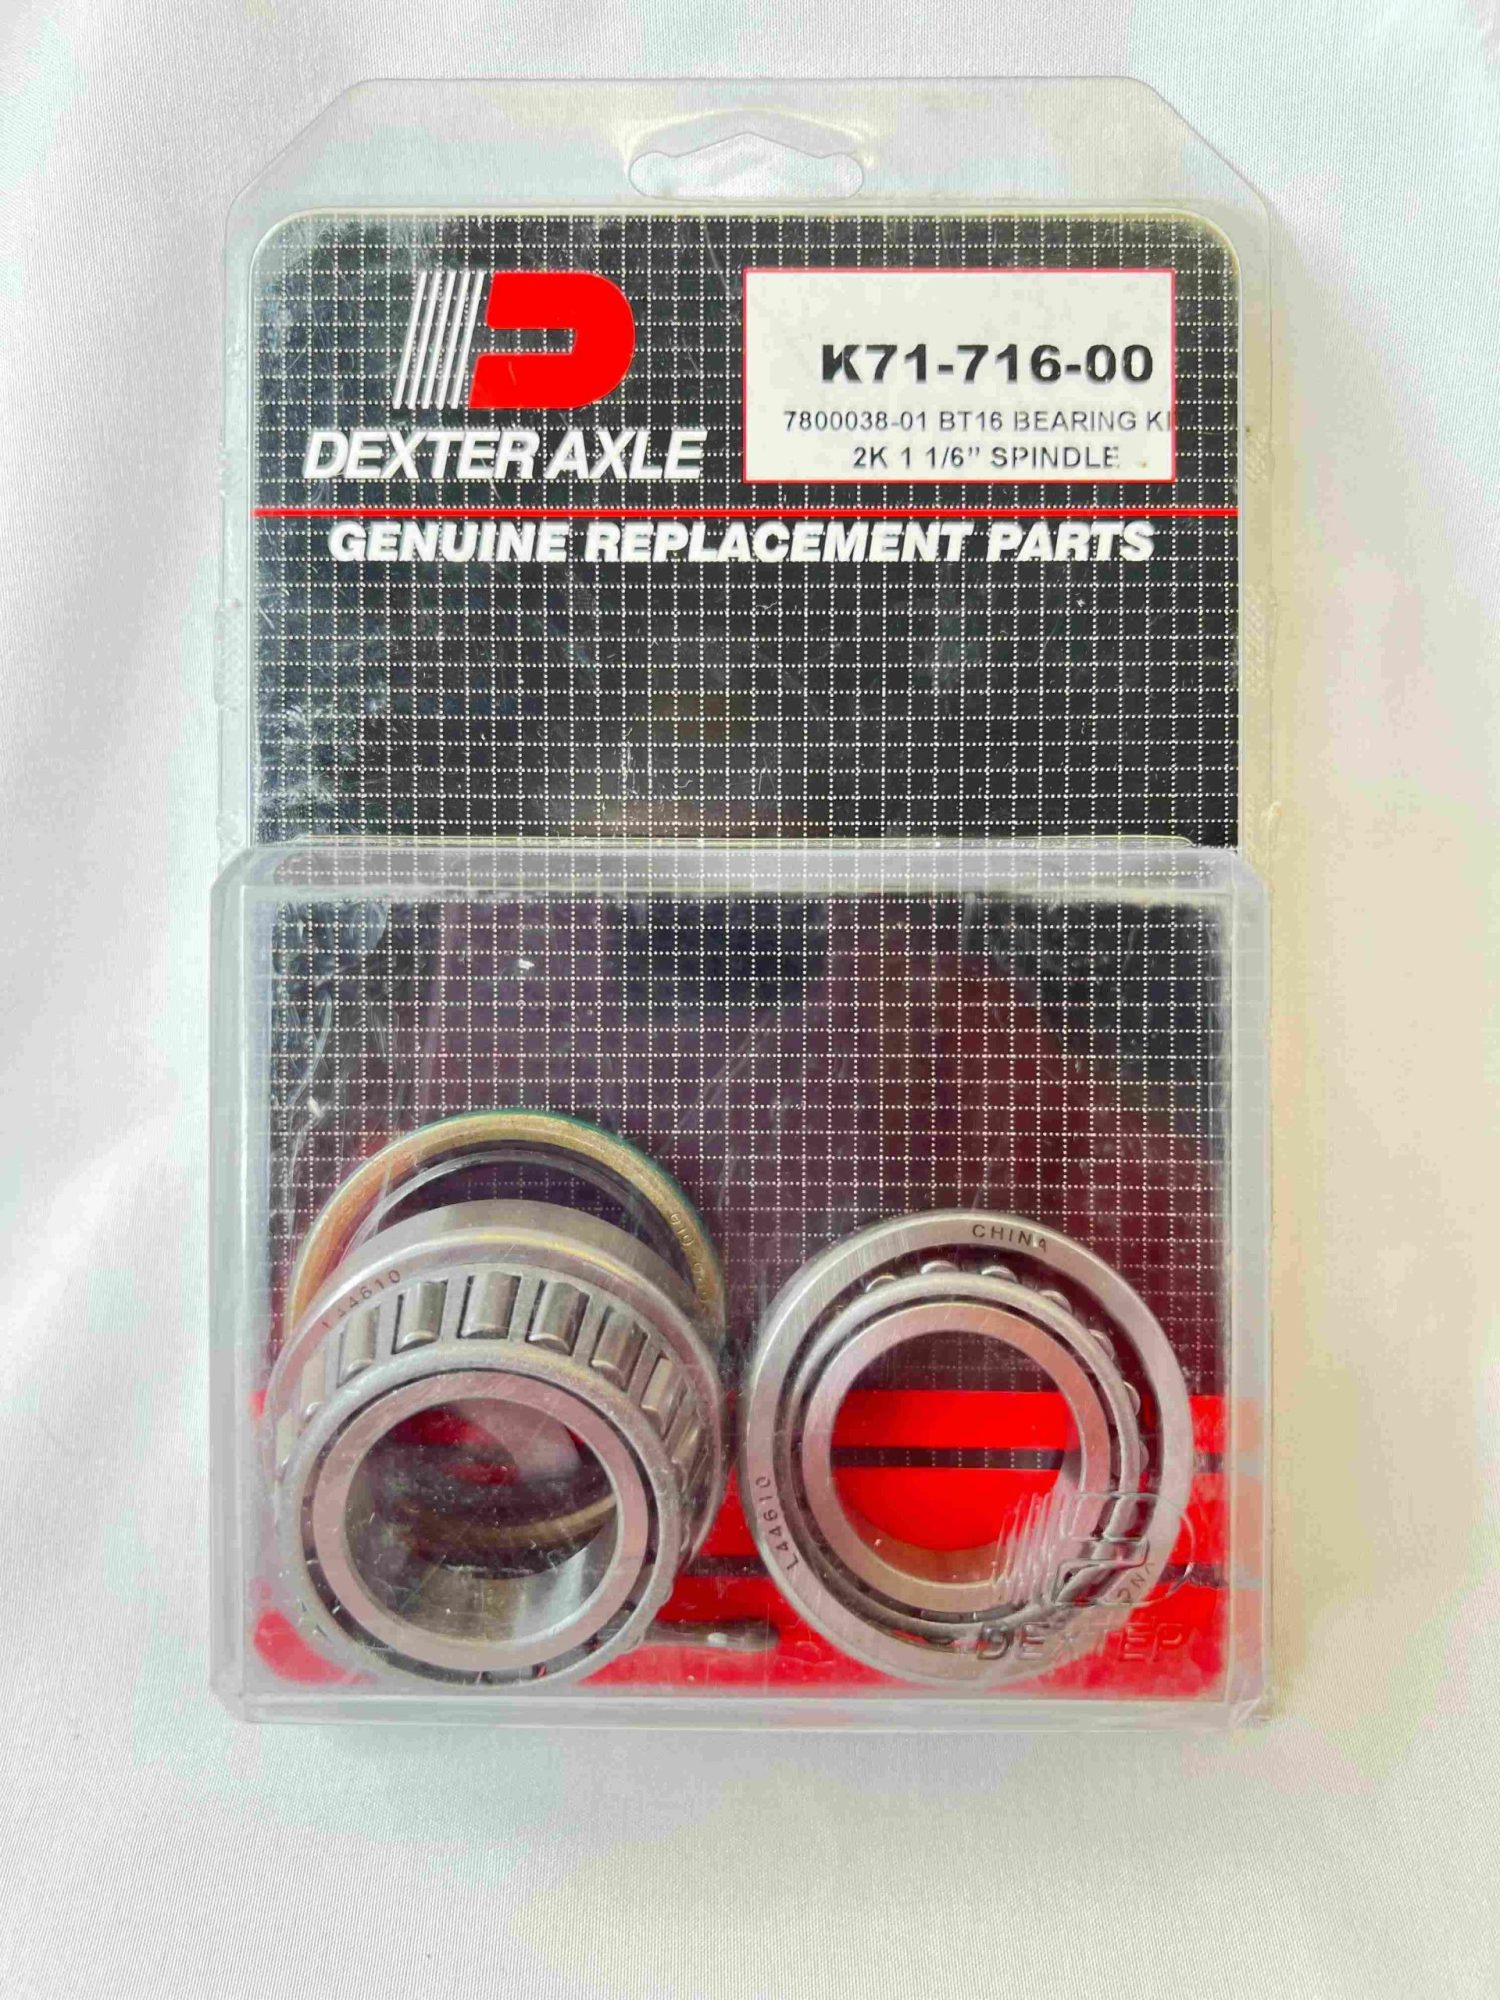 DEXTER AXLE
K71-716-00
7800038-01 BT16 BEARING KI
2K 1 1/6” SPINDLE
GENUINE REPLACEMENT PARTS
L44610
CHINA
L44610
DEXTER